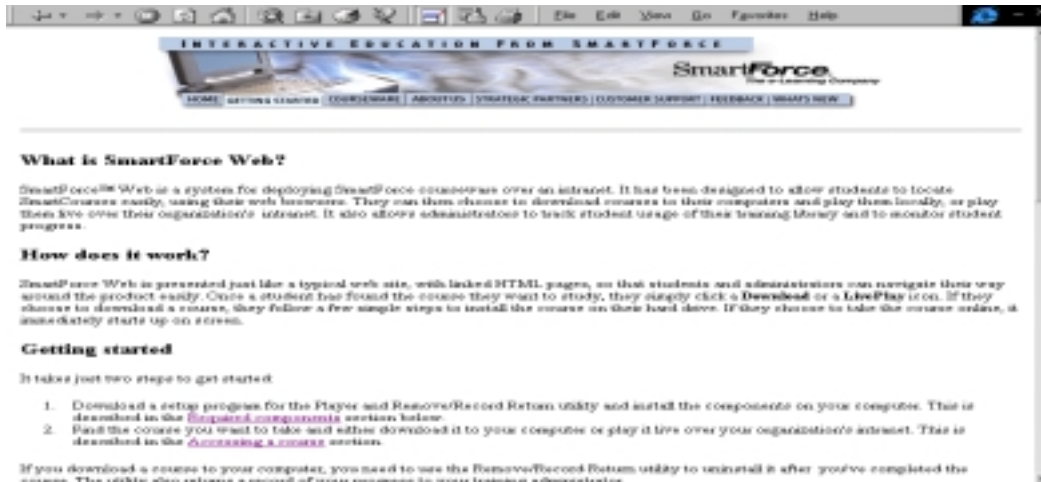 File Edit View Go Favorites Help
INTERACTIVE EDUCATION FROM SMARTFORCE
SmartForce
The e-Learning Company
HOME | GETTING STARTED | COURSEWARE | ABOUT US | STRATEGIC PARTNERS | CUSTOMER SUPPORT | FEEDBACK | WHATS NEW
What is SmartForce Web?
SmartForce™ Web is a system for deploying SmartForce courseware over an intranet. It has been designed to allow students to locate
SmartCourses easily, using their web browsers. They can then choose to download courses to their computers and play them locally, or play
them live over their organization's intranet. It also allows administrators to track student usage of their training library and to monitor student
progress.
How does it work?
SmartForce Web is presented just like a typical web site, with linked HTML pages, so that students and administrators can navigate their way
around the product easily. Once a student has found the course they want to study, they simply click a Download or a LivePlay icon. If they
choose to download a course, they follow a few simple steps to install the course on their hard drive. If they choose to take the course online, it
immediately starts up on screen.
Getting started
It takes just two steps to get started:
1. Download a setup program for the Player and Remove/Record Return utility and install the components on your computer. This is
described in the Required components section below.
2. Find the course you want to take and either download it to your computer or play it live over your organization's intranet. This is
described in the Accessing a course section.
If you download a course to your computer, you need to use the Remove/Record Return utility to uninstall it after you've completed the
course. The utility also returns a record of your progress to your training administrator.